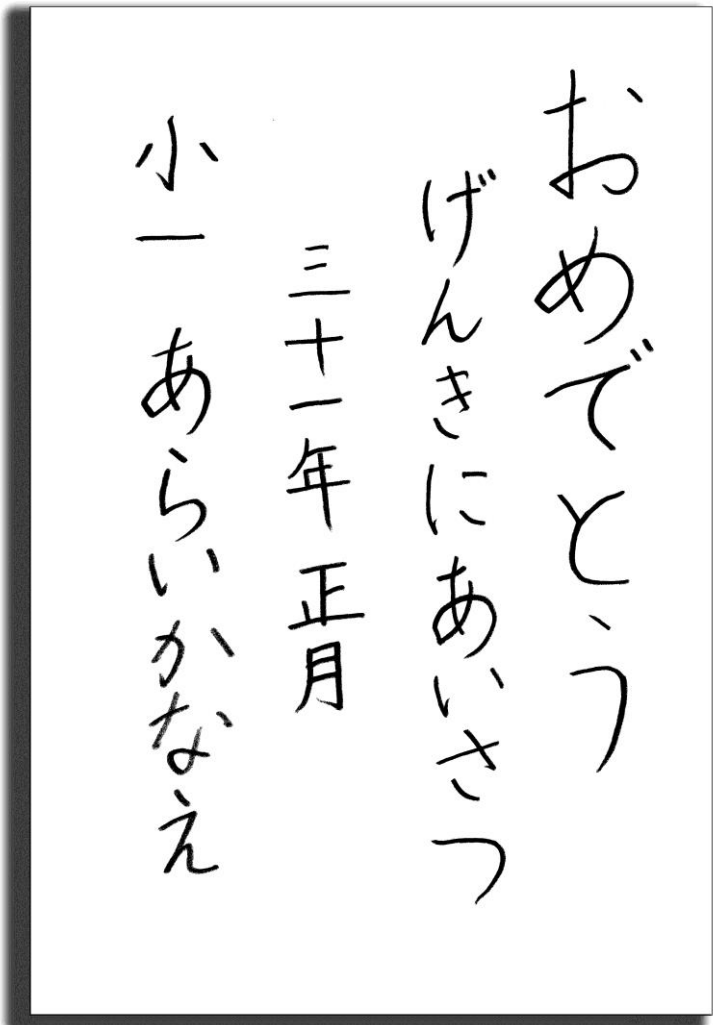 おめでとう
げんきにあいさつ
三十一年 正月
小一 あらいかなえ